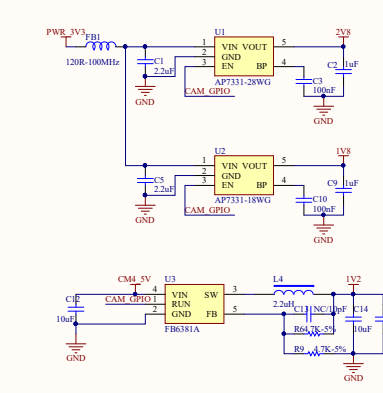 PWR_3V3
FB1
120R-100MHz
C1
2.2uF
GND
U1
1 VIN VOUT 5
2 GND
3 EN BP 4
AP7331-28WG
CAM_GPIO
2V8
C2 1uF
C3
100nF
GND
U2
1 VIN VOUT 5
2 GND
3 EN BP 4
AP7331-18WG
CAM_GPIO
C5
2.2uF
GND
1V8
C9 1uF
C10
100nF
GND
CM4_5V
U3
4 VIN SW 3
CAM_GPIO 1 RUN
2 GND FB 5
FB6381A
C12
10uF
GND
L4
2.2uH
1V2
C13 NC/10pF C14
10uF
R6 4.7K-5%
R9 4.7K-5%
GND